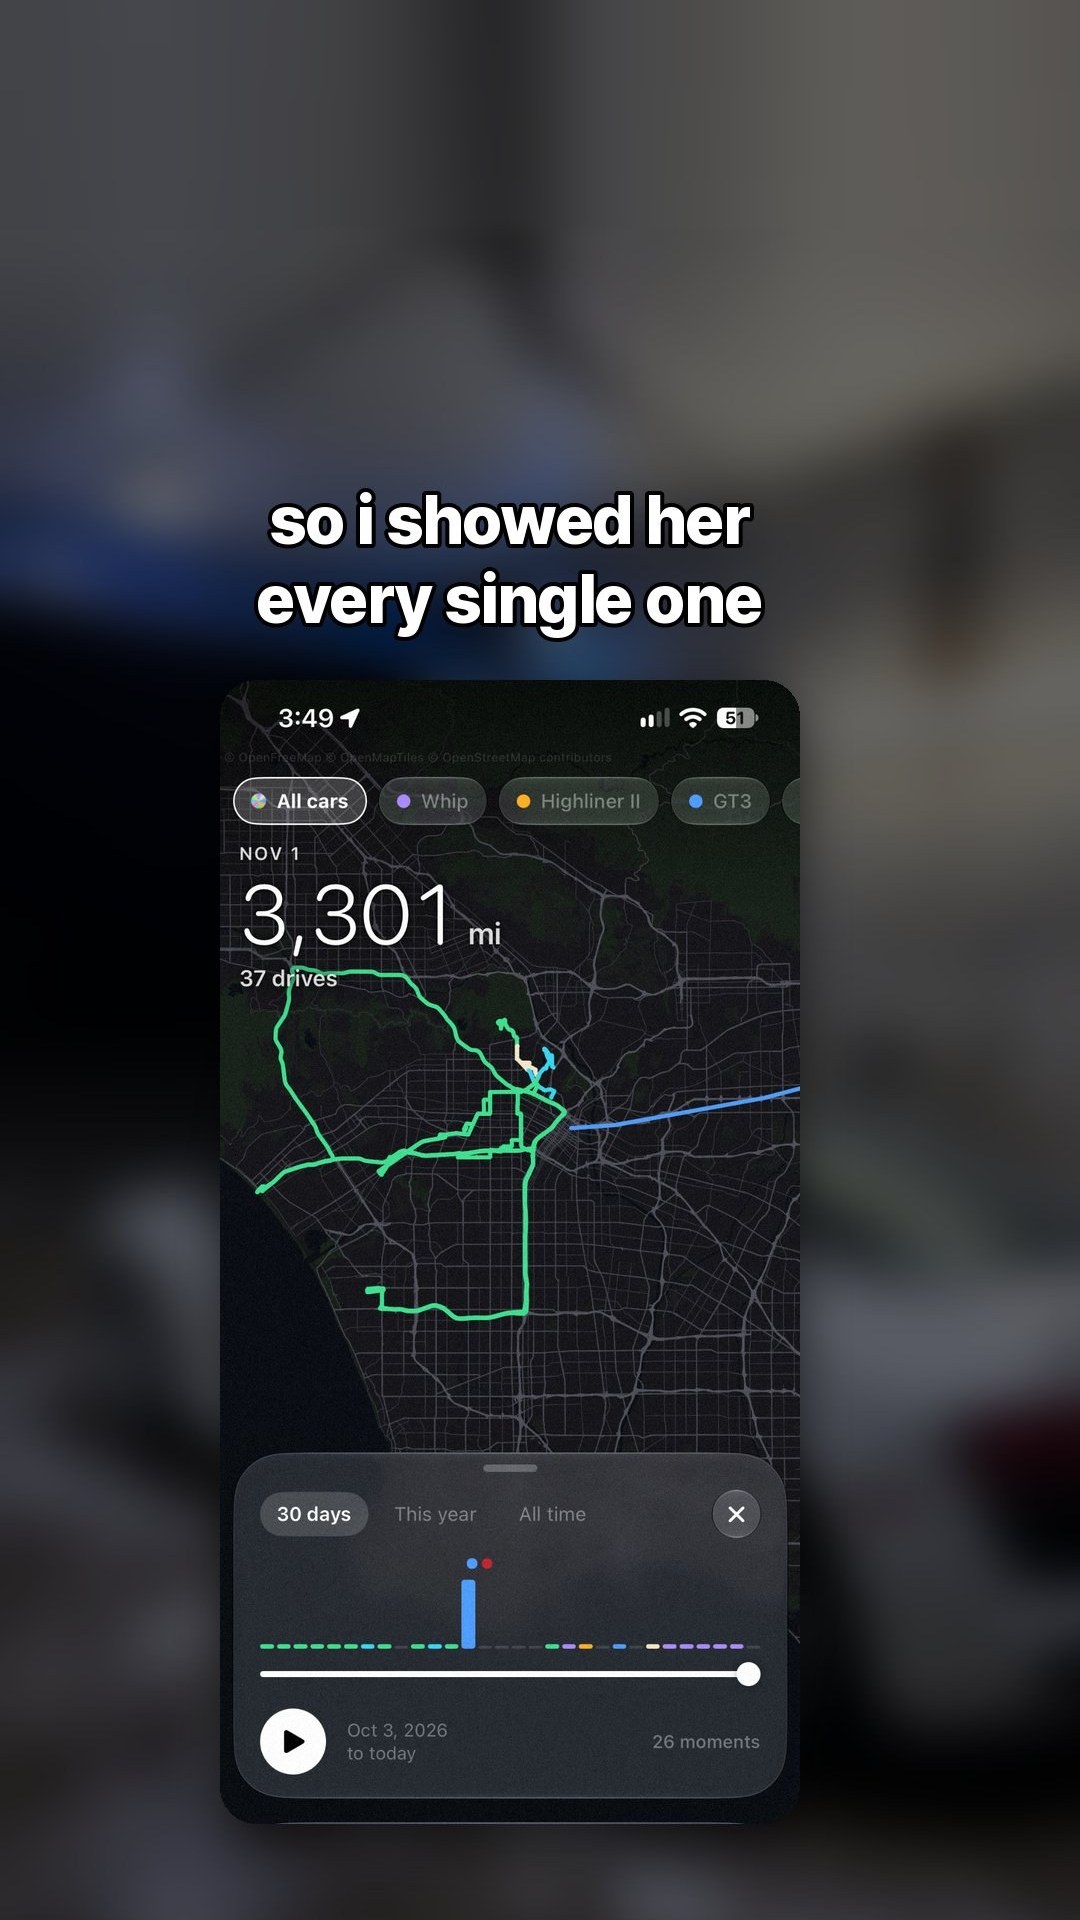 so i showed her
every single one
3:49
51
© OpenFreeMap © OpenMapTiles © OpenStreetMap contributors
All cars
Whip
Highliner II
GT3
NOV 1
3,301 mi
37 drives
30 days
This year
All time
Oct 3, 2026
to today
26 moments